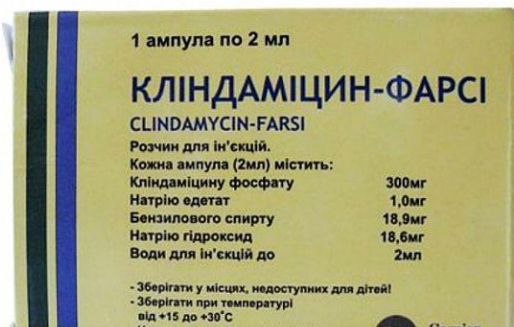 1 ампула по 2 мл
КЛІНДАМІЦИН-ФАРСІ
CLINDAMYCIN-FARSI
Розчин для ін'єкцій.
Кожна ампула (2мл) містить:
Кліндаміцину фосфату 300мг
Натрію едетат 1,0мг
Бензилового спирту 18,9мг
Натрію гідроксид 18,6мг
Води для ін'єкцій до 2мл
- Зберігати у місцях, недоступних для дітей!
- Зберігати при температурі
від +15 до +30°С